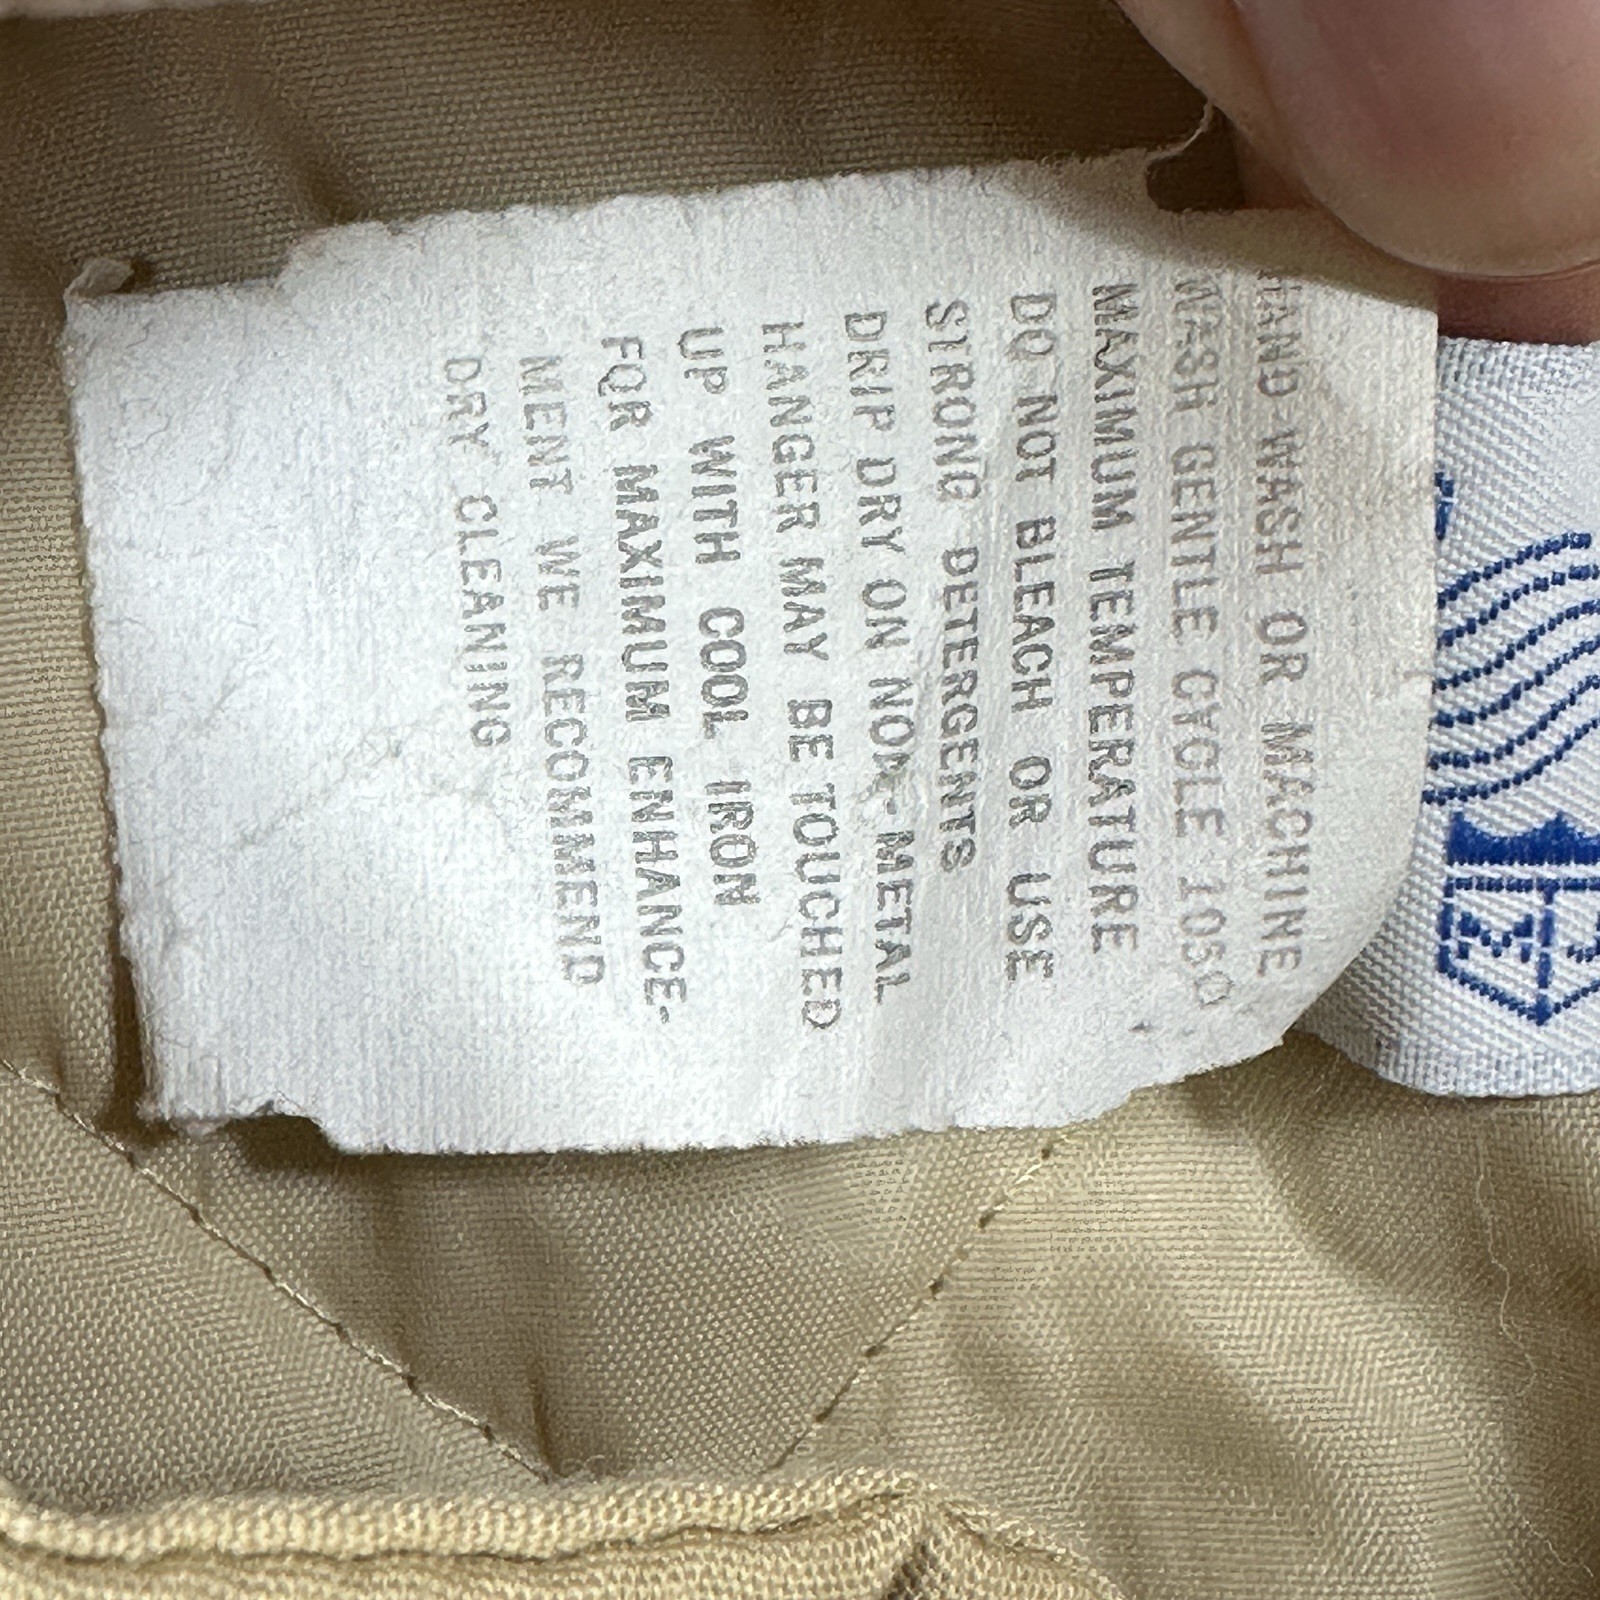 HAND WASH OR MACHINE
WASH GENTLE CYCLE 105O
MAXIMUM TEMPERATURE
DO NOT BLEACH OR USE
STRONG DETERGENTS
DRIP DRY ON NON-METAL
HANGER MAY BE TOUCHED
UP WITH COOL IRON
FOR MAXIMUM ENHANCE-
MENT WE RECOMMEND
DRY CLEANING